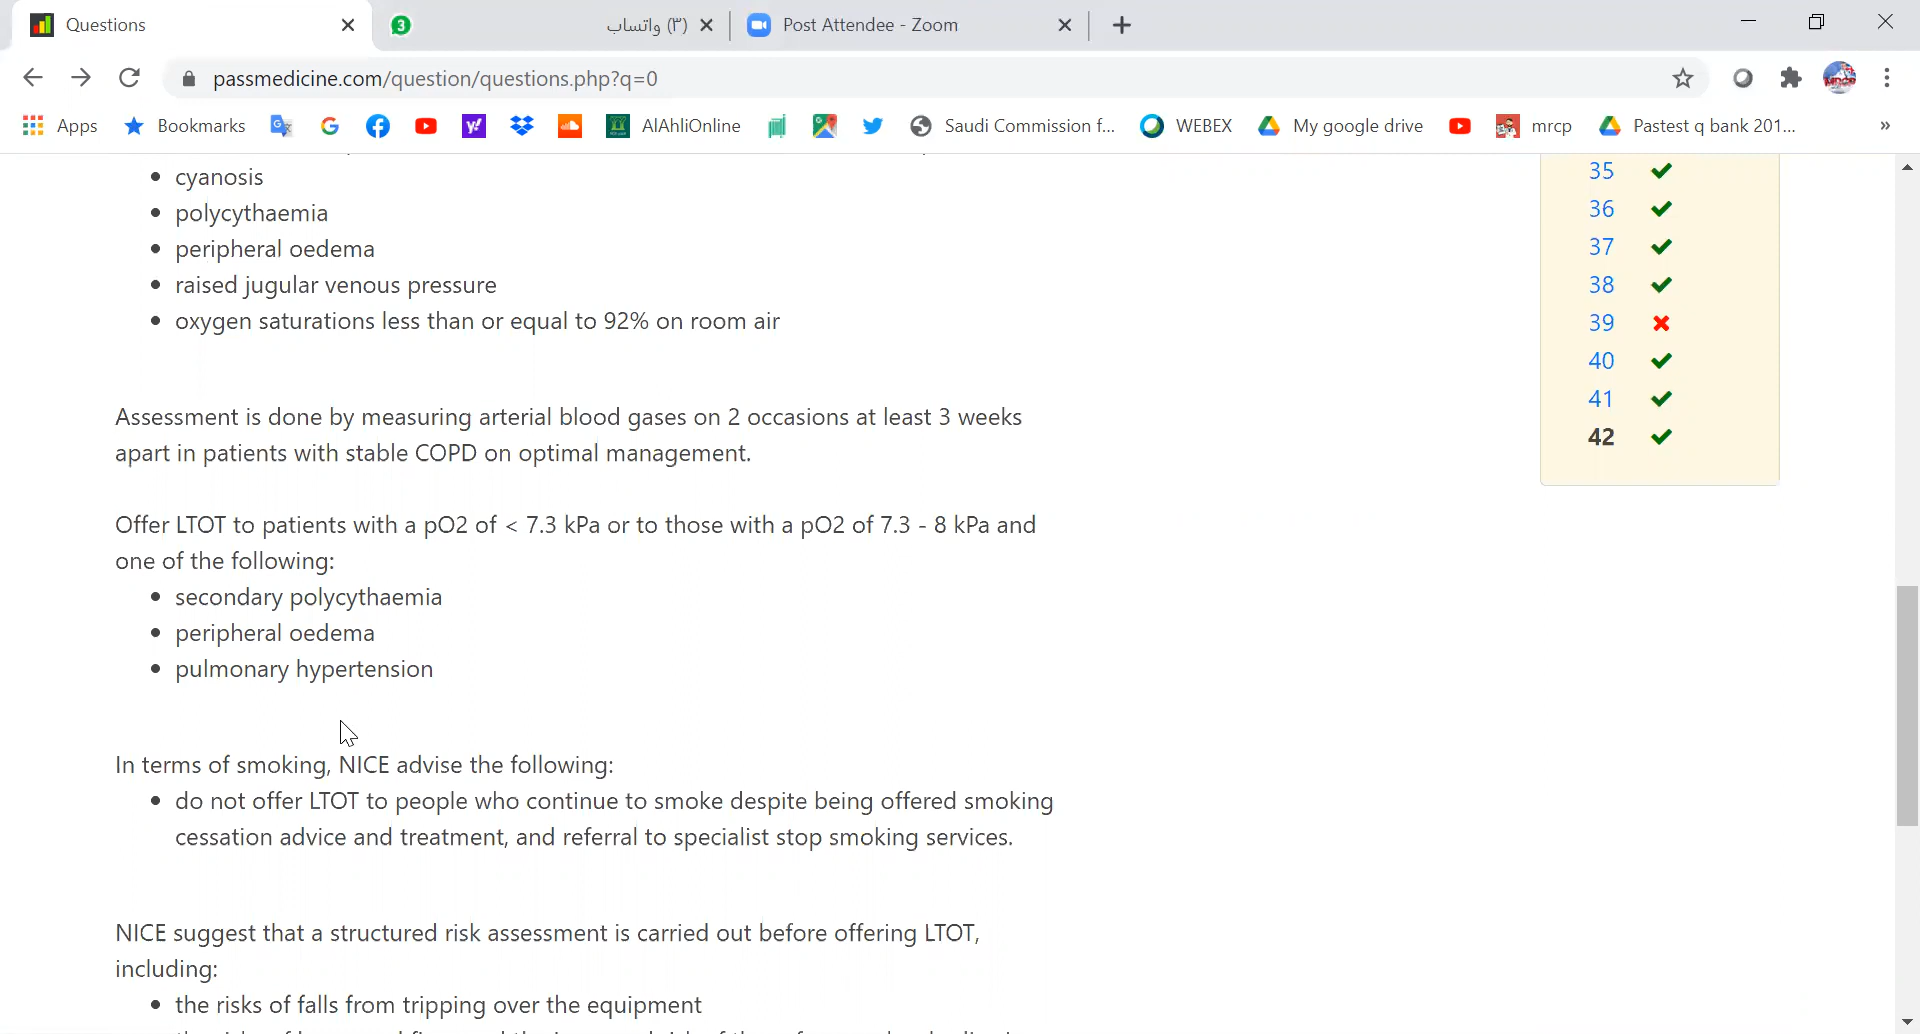 Questions
3
(٣) واتساب
Post Attendee - Zoom
passmedicine.com/question/questions.php?q=0
Apps
Bookmarks
AlAhliOnline
Saudi Commission f...
WEBEX
My google drive
mrcp
Pastest q bank 201...
»
cyanosis
polycythaemia
peripheral oedema
raised jugular venous pressure
oxygen saturations less than or equal to 92% on room air
Assessment is done by measuring arterial blood gases on 2 occasions at least 3 weeks
apart in patients with stable COPD on optimal management.
Offer LTOT to patients with a pO2 of < 7.3 kPa or to those with a pO2 of 7.3 - 8 kPa and
one of the following:
secondary polycythaemia
peripheral oedema
pulmonary hypertension
In terms of smoking, NICE advise the following:
do not offer LTOT to people who continue to smoke despite being offered smoking
cessation advice and treatment, and referral to specialist stop smoking services.
NICE suggest that a structured risk assessment is carried out before offering LTOT,
including:
the risks of falls from tripping over the equipment
35
36
37
38
39
40
41
42